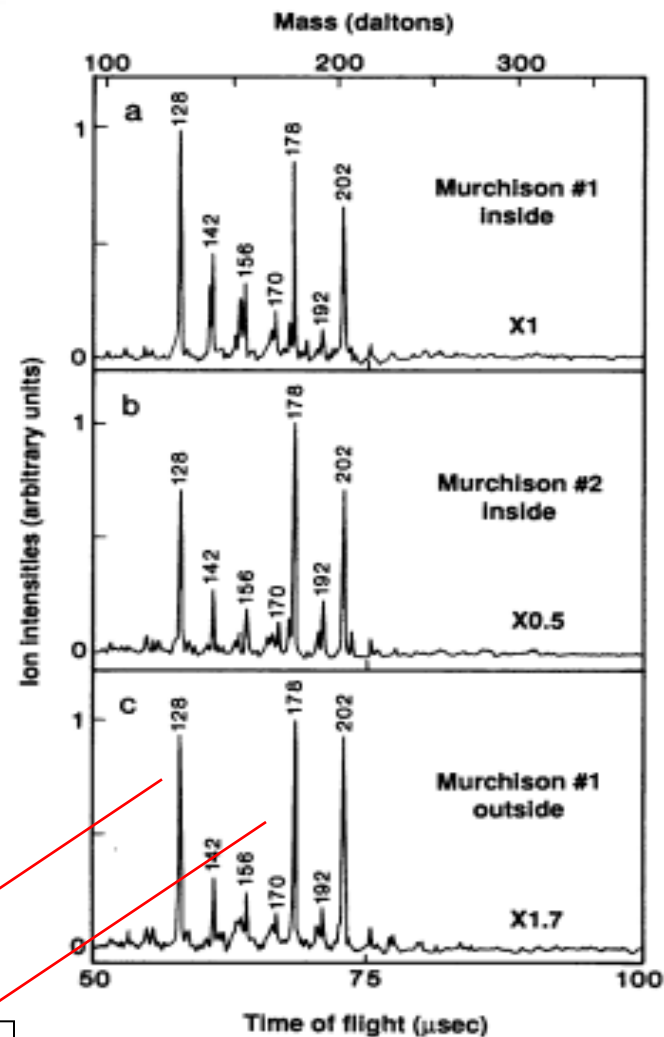 Mass (daltons)
100 200 300
a
1
0
128
142
156
170
178
192
202
Murchison #1
inside
X1
b
1
0
128
142
156
170
178
192
202
Murchison #2
inside
X0.5
c
1
0
128
142
156
170
178
192
202
Murchison #1
outside
X1.7
Ion intensities (arbitrary units)
50 75 100
Time of flight (μsec)